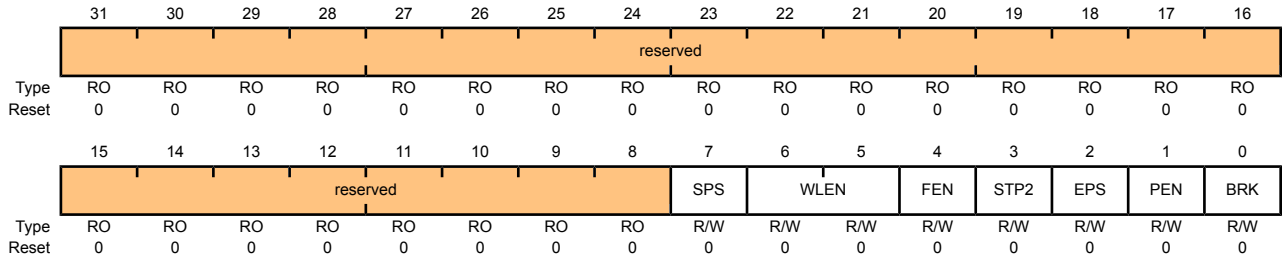 31 30 29 28 27 26 25 24 23 22 21 20 19 18 17 16
reserved
Type RO RO RO RO RO RO RO RO RO RO RO RO RO RO RO RO
Reset 0 0 0 0 0 0 0 0 0 0 0 0 0 0 0 0
15 14 13 12 11 10 9 8 7 6 5 4 3 2 1 0
reserved SPS WLEN FEN STP2 EPS PEN BRK
Type RO RO RO RO RO RO RO RO R/W R/W R/W R/W R/W R/W R/W R/W
Reset 0 0 0 0 0 0 0 0 0 0 0 0 0 0 0 0